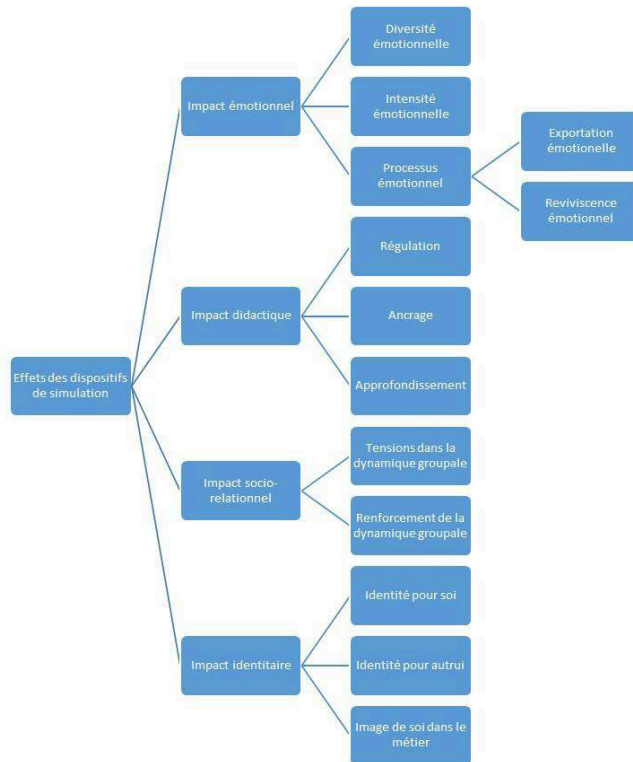 Effets des dispositifs
de simulation
Impact émotionnel
Diversité
émotionnelle
Intensité
émotionnelle
Processus
émotionnel
Exportation
émotionelle
Reviviscence
émotionnel
Impact didactique
Régulation
Ancrage
Approfondissement
Impact socio-
relationnel
Tensions dans la
dynamique groupale
Renforcement de la
dynamique groupale
Impact identitaire
Identité pour soi
Identité pour autrui
Image de soi dans le
métier